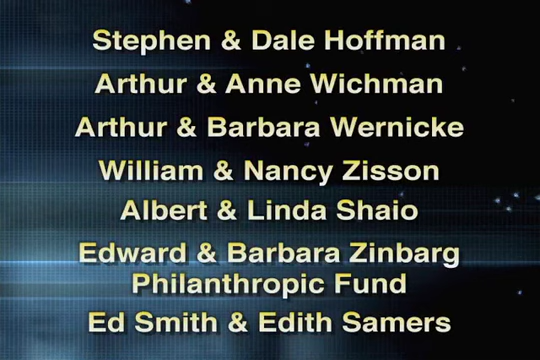 Stephen & Dale Hoffman
Arthur & Anne Wichman
Arthur & Barbara Wernicke
William & Nancy Zisson
Albert & Linda Shaio
Edward & Barbara Zinbarg
Philanthropic Fund
Ed Smith & Edith Samers